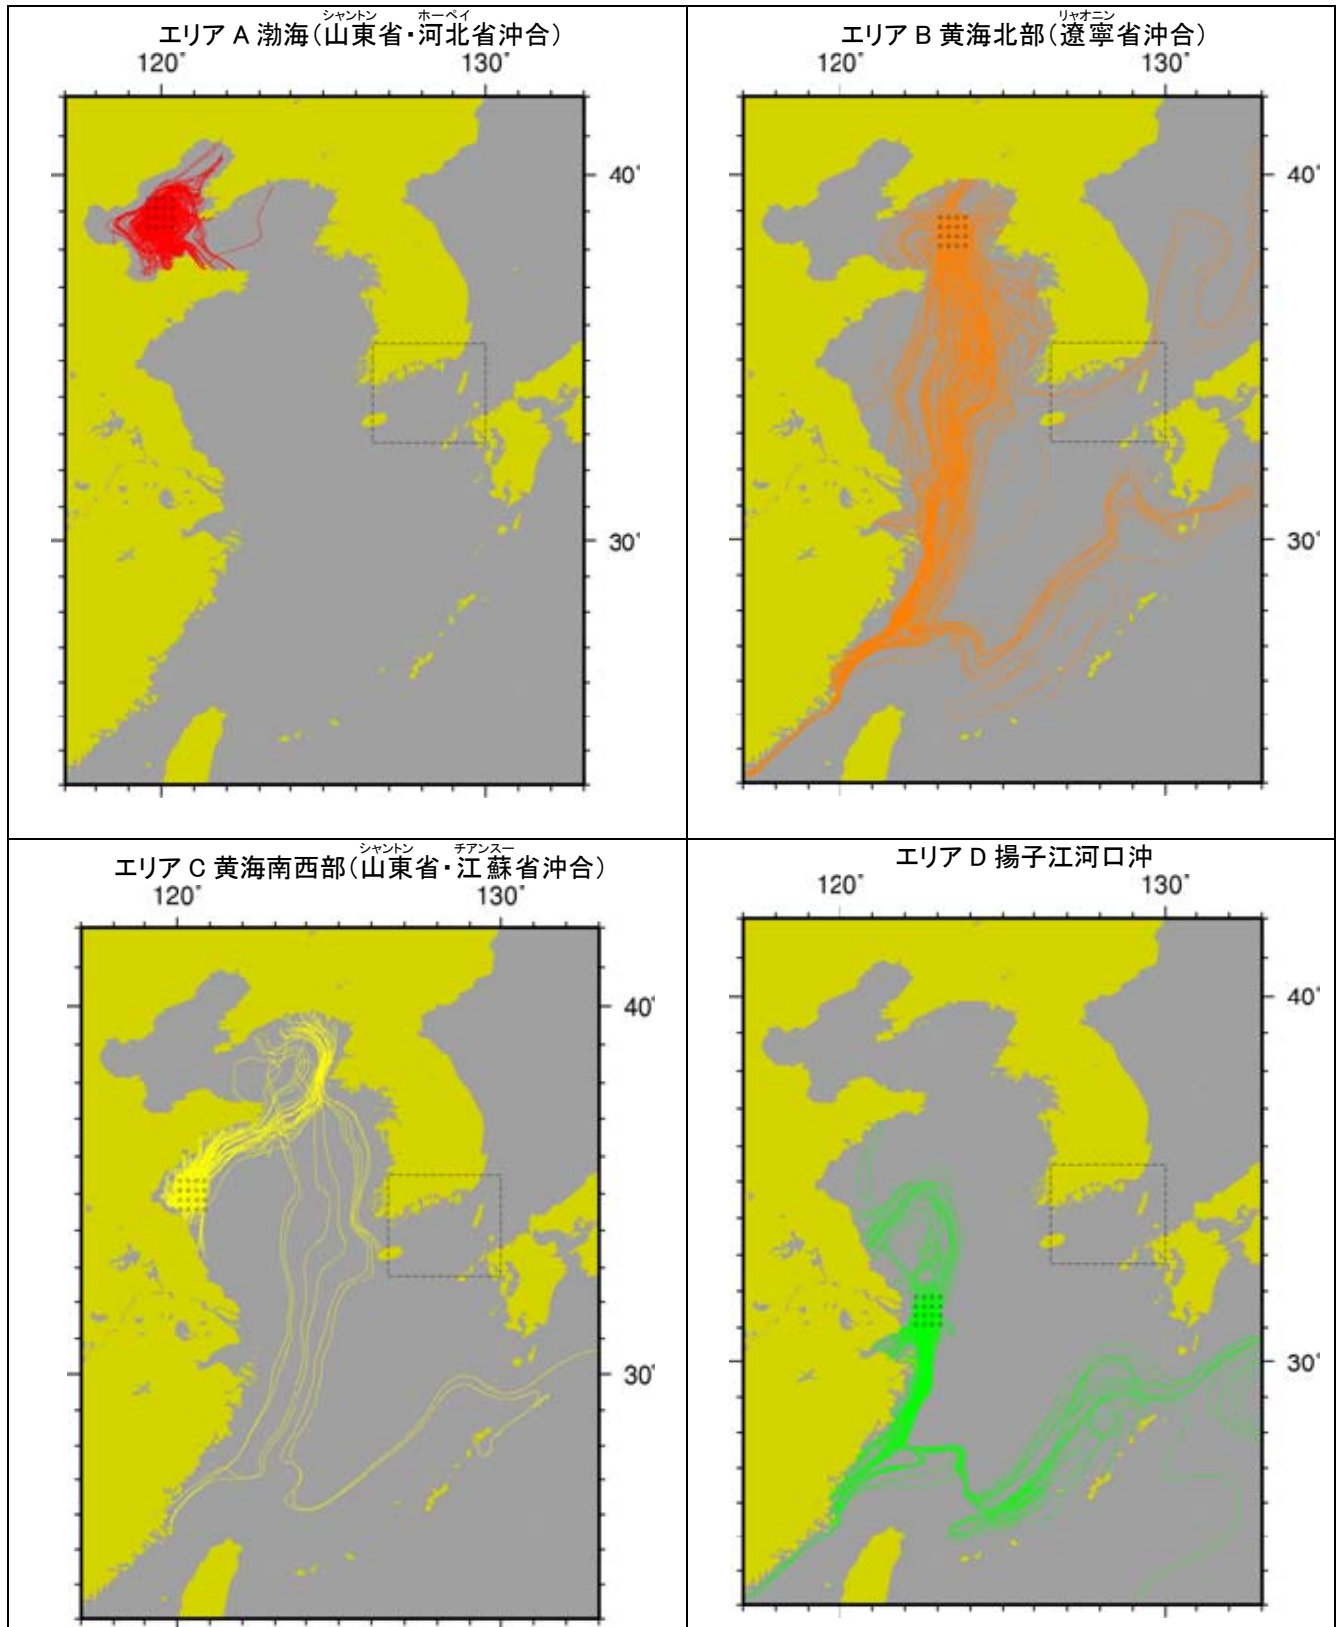 シャントン ホーペイ
エリア A 渤海(山東省・河北省沖合)
120° 130°
40°
30°
リャオニン
エリア B 黄海北部(遼寧省沖合)
120° 130°
40°
30°
シャントン チアンスー
エリア C 黄海南西部(山東省・江蘇省沖合)
120° 130°
40°
30°
エリア D 揚子江河口沖
120° 130°
40°
30°